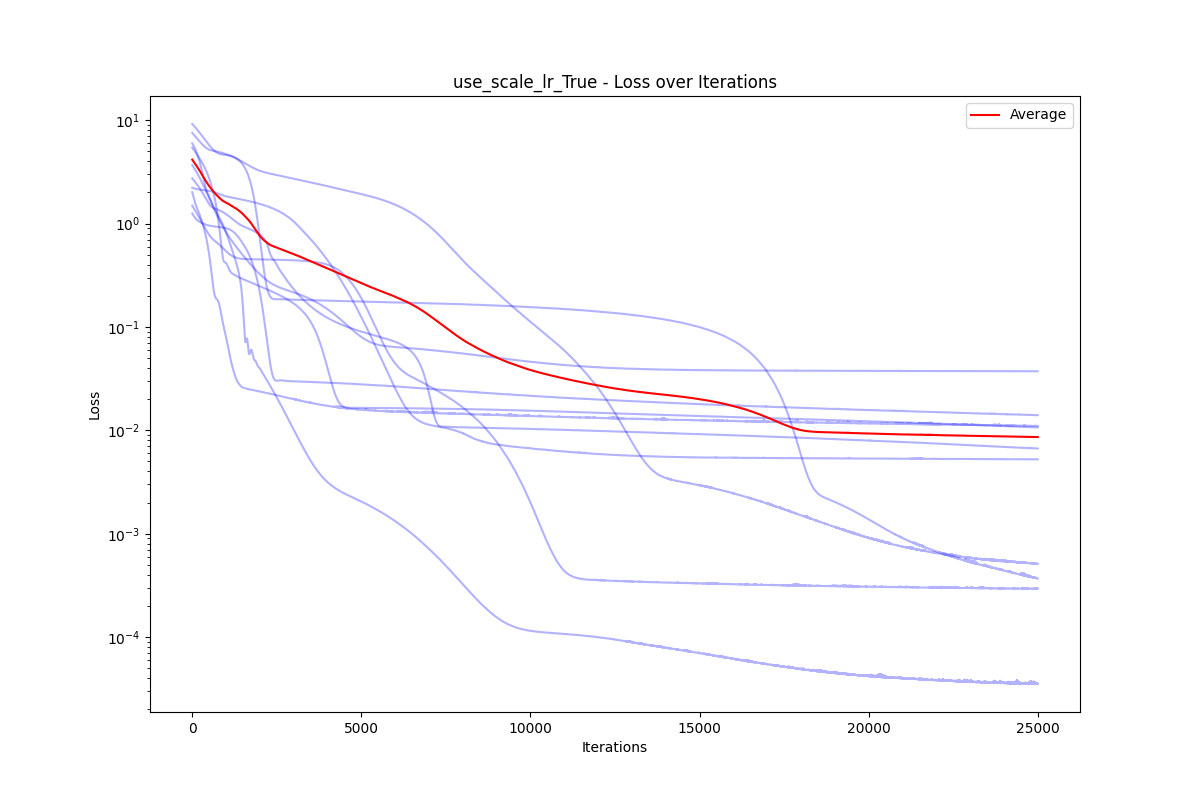 use_scale_lr_True - Loss over Iterations
Average
10¹
10⁰
10⁻¹
10⁻²
10⁻³
10⁻⁴
Loss
0 5000 10000 15000 20000 25000
Iterations